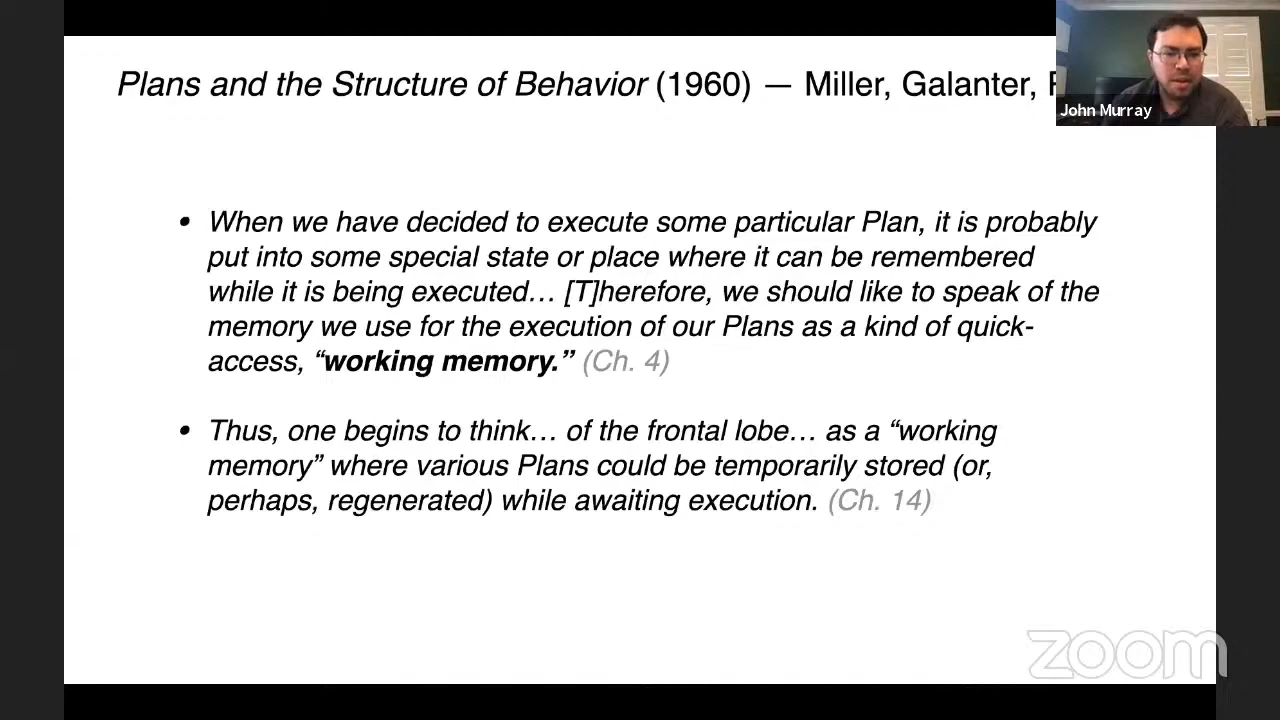 Plans and the Structure of Behavior (1960) — Miller, Galanter,
John Murray
• When we have decided to execute some particular Plan, it is probably
put into some special state or place where it can be remembered
while it is being executed… [T]herefore, we should like to speak of the
memory we use for the execution of our Plans as a kind of quick-
access, “working memory.” (Ch. 4)
• Thus, one begins to think… of the frontal lobe… as a “working
memory” where various Plans could be temporarily stored (or,
perhaps, regenerated) while awaiting execution. (Ch. 14)
zoom